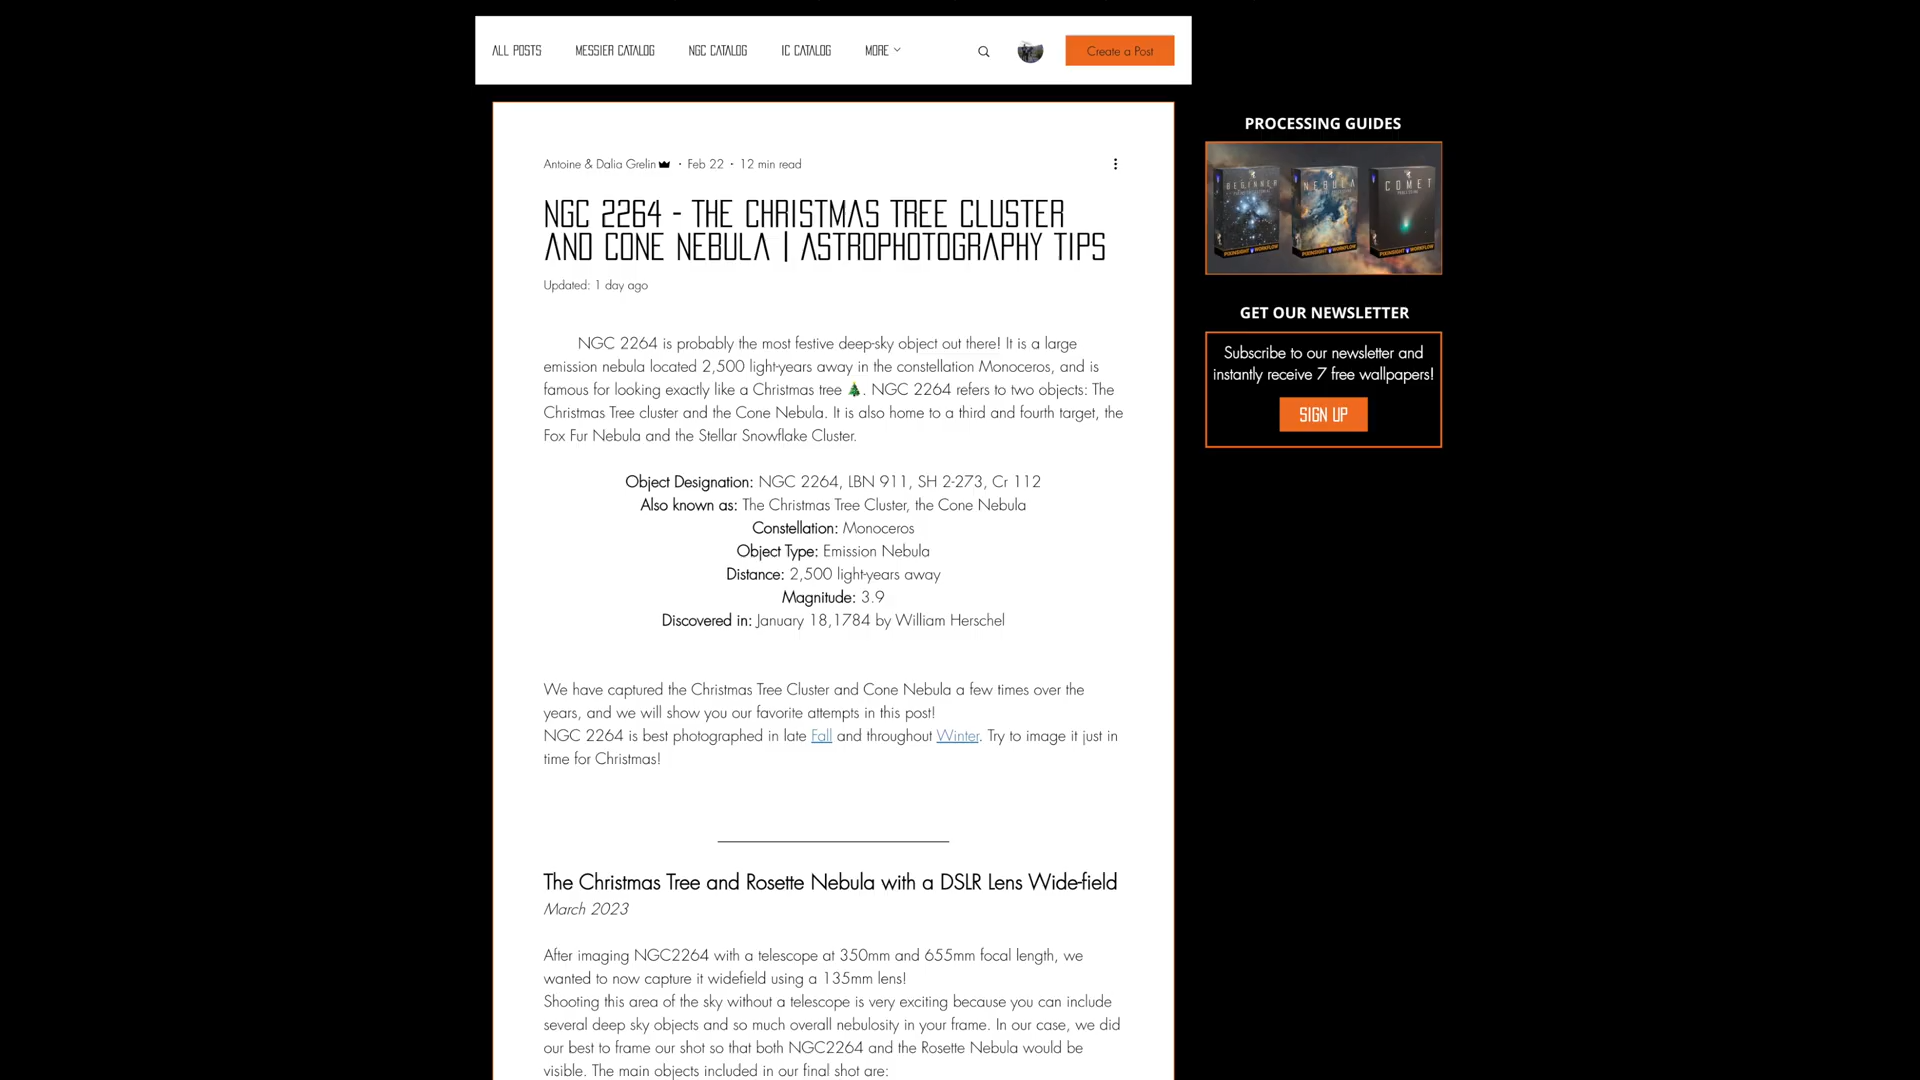 ALL POSTS MESSIER CATALOG NGC CATALOG IC CATALOG MORE Create a Post
Antoine & Dalia Grelin · Feb 22 · 12 min read
NGC 2264 - THE CHRISTMAS TREE CLUSTER
AND CONE NEBULA | ASTROPHOTOGRAPHY TIPS
Updated: 1 day ago
NGC 2264 is probably the most festive deep-sky object out there! It is a large
emission nebula located 2,500 light-years away in the constellation Monoceros, and is
famous for looking exactly like a Christmas tree 🎄. NGC 2264 refers to two objects: The
Christmas Tree cluster and the Cone Nebula. It is also home to a third and fourth target, the
Fox Fur Nebula and the Stellar Snowflake Cluster.
Object Designation: NGC 2264, LBN 911, SH 2-273, Cr 112
Also known as: The Christmas Tree Cluster, the Cone Nebula
Constellation: Monoceros
Object Type: Emission Nebula
Distance: 2,500 light-years away
Magnitude: 3.9
Discovered in: January 18,1784 by William Herschel
We have captured the Christmas Tree Cluster and Cone Nebula a few times over the
years, and we will show you our favorite attempts in this post!
NGC 2264 is best photographed in late Fall and throughout Winter. Try to image it just in
time for Christmas!
The Christmas Tree and Rosette Nebula with a DSLR Lens Wide-field
March 2023
After imaging NGC2264 with a telescope at 350mm and 655mm focal length, we
wanted to now capture it widefield using a 135mm lens!
Shooting this area of the sky without a telescope is very exciting because you can include
several deep sky objects and so much overall nebulosity in your frame. In our case, we did
our best to frame our shot so that both NGC2264 and the Rosette Nebula would be
visible. The main objects included in our final shot are:
PROCESSING GUIDES
BEGINNER NEBULA COMET
PIXINSIGHT WORKFLOW PIXINSIGHT WORKFLOW PIXINSIGHT WORKFLOW
GET OUR NEWSLETTER
Subscribe to our newsletter and
instantly receive 7 free wallpapers!
SIGN UP